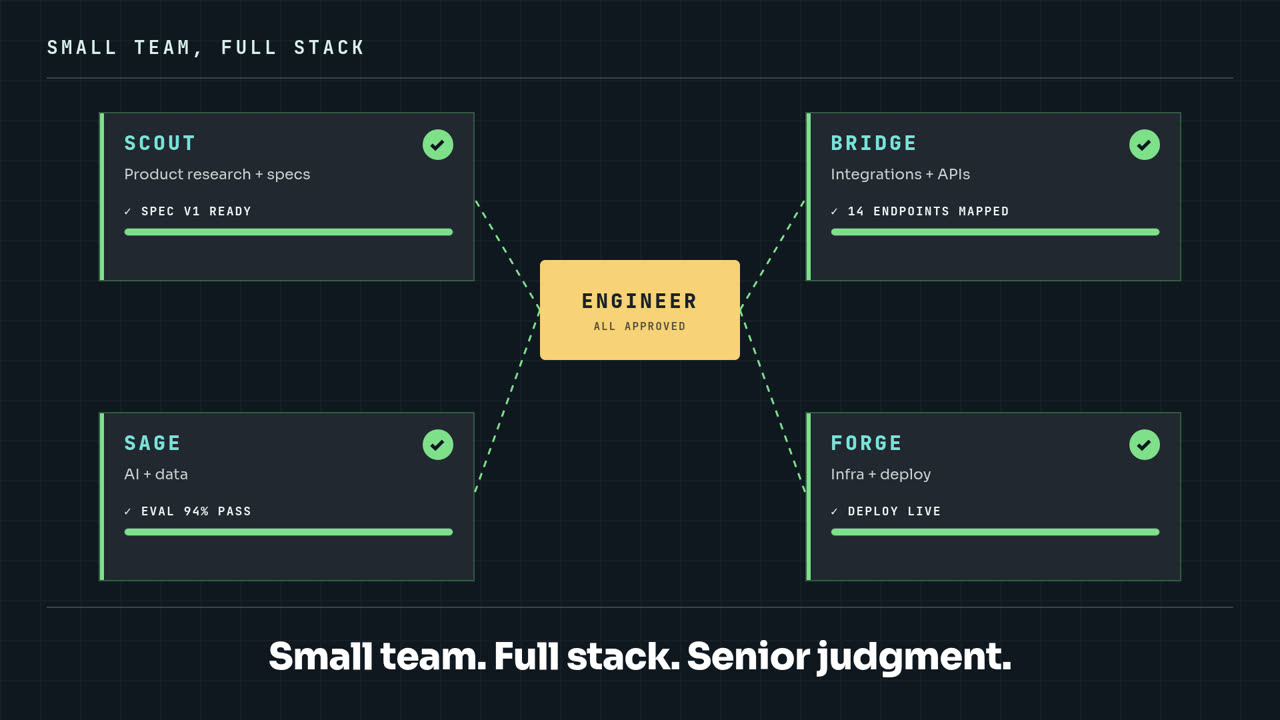 SMALL TEAM, FULL STACK
SCOUT
Product research + specs
✓ SPEC V1 READY
BRIDGE
Integrations + APIs
✓ 14 ENDPOINTS MAPPED
ENGINEER
ALL APPROVED
SAGE
AI + data
✓ EVAL 94% PASS
FORGE
Infra + deploy
✓ DEPLOY LIVE
Small team. Full stack. Senior judgment.